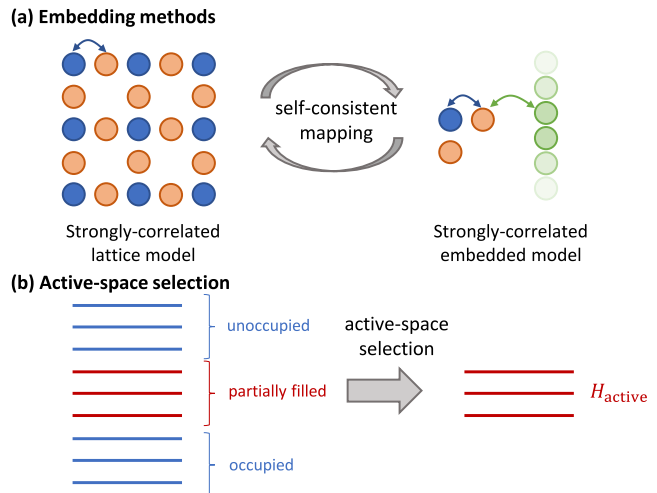 (a) Embedding methods
self-consistent
mapping
Strongly-correlated
lattice model
Strongly-correlated
embedded model
(b) Active-space selection
unoccupied
partially filled
occupied
active-space
selection
H_active